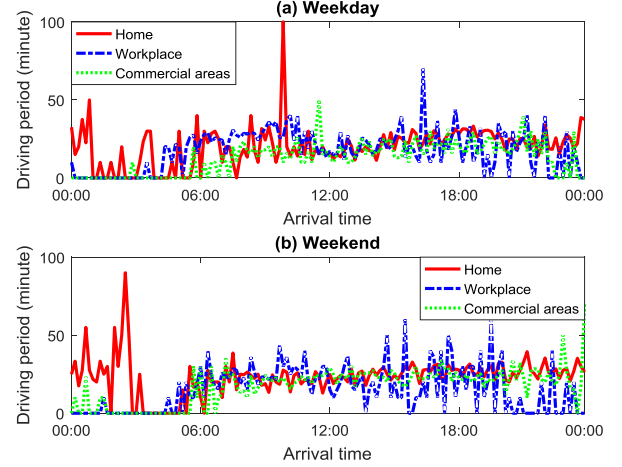 (a) Weekday
Driving period (minute)
100
50
0
Home
Workplace
Commercial areas
00:00 06:00 12:00 18:00 00:00
Arrival time
(b) Weekend
Driving period (minute)
100
50
0
Home
Workplace
Commercial areas
00:00 06:00 12:00 18:00 00:00
Arrival time